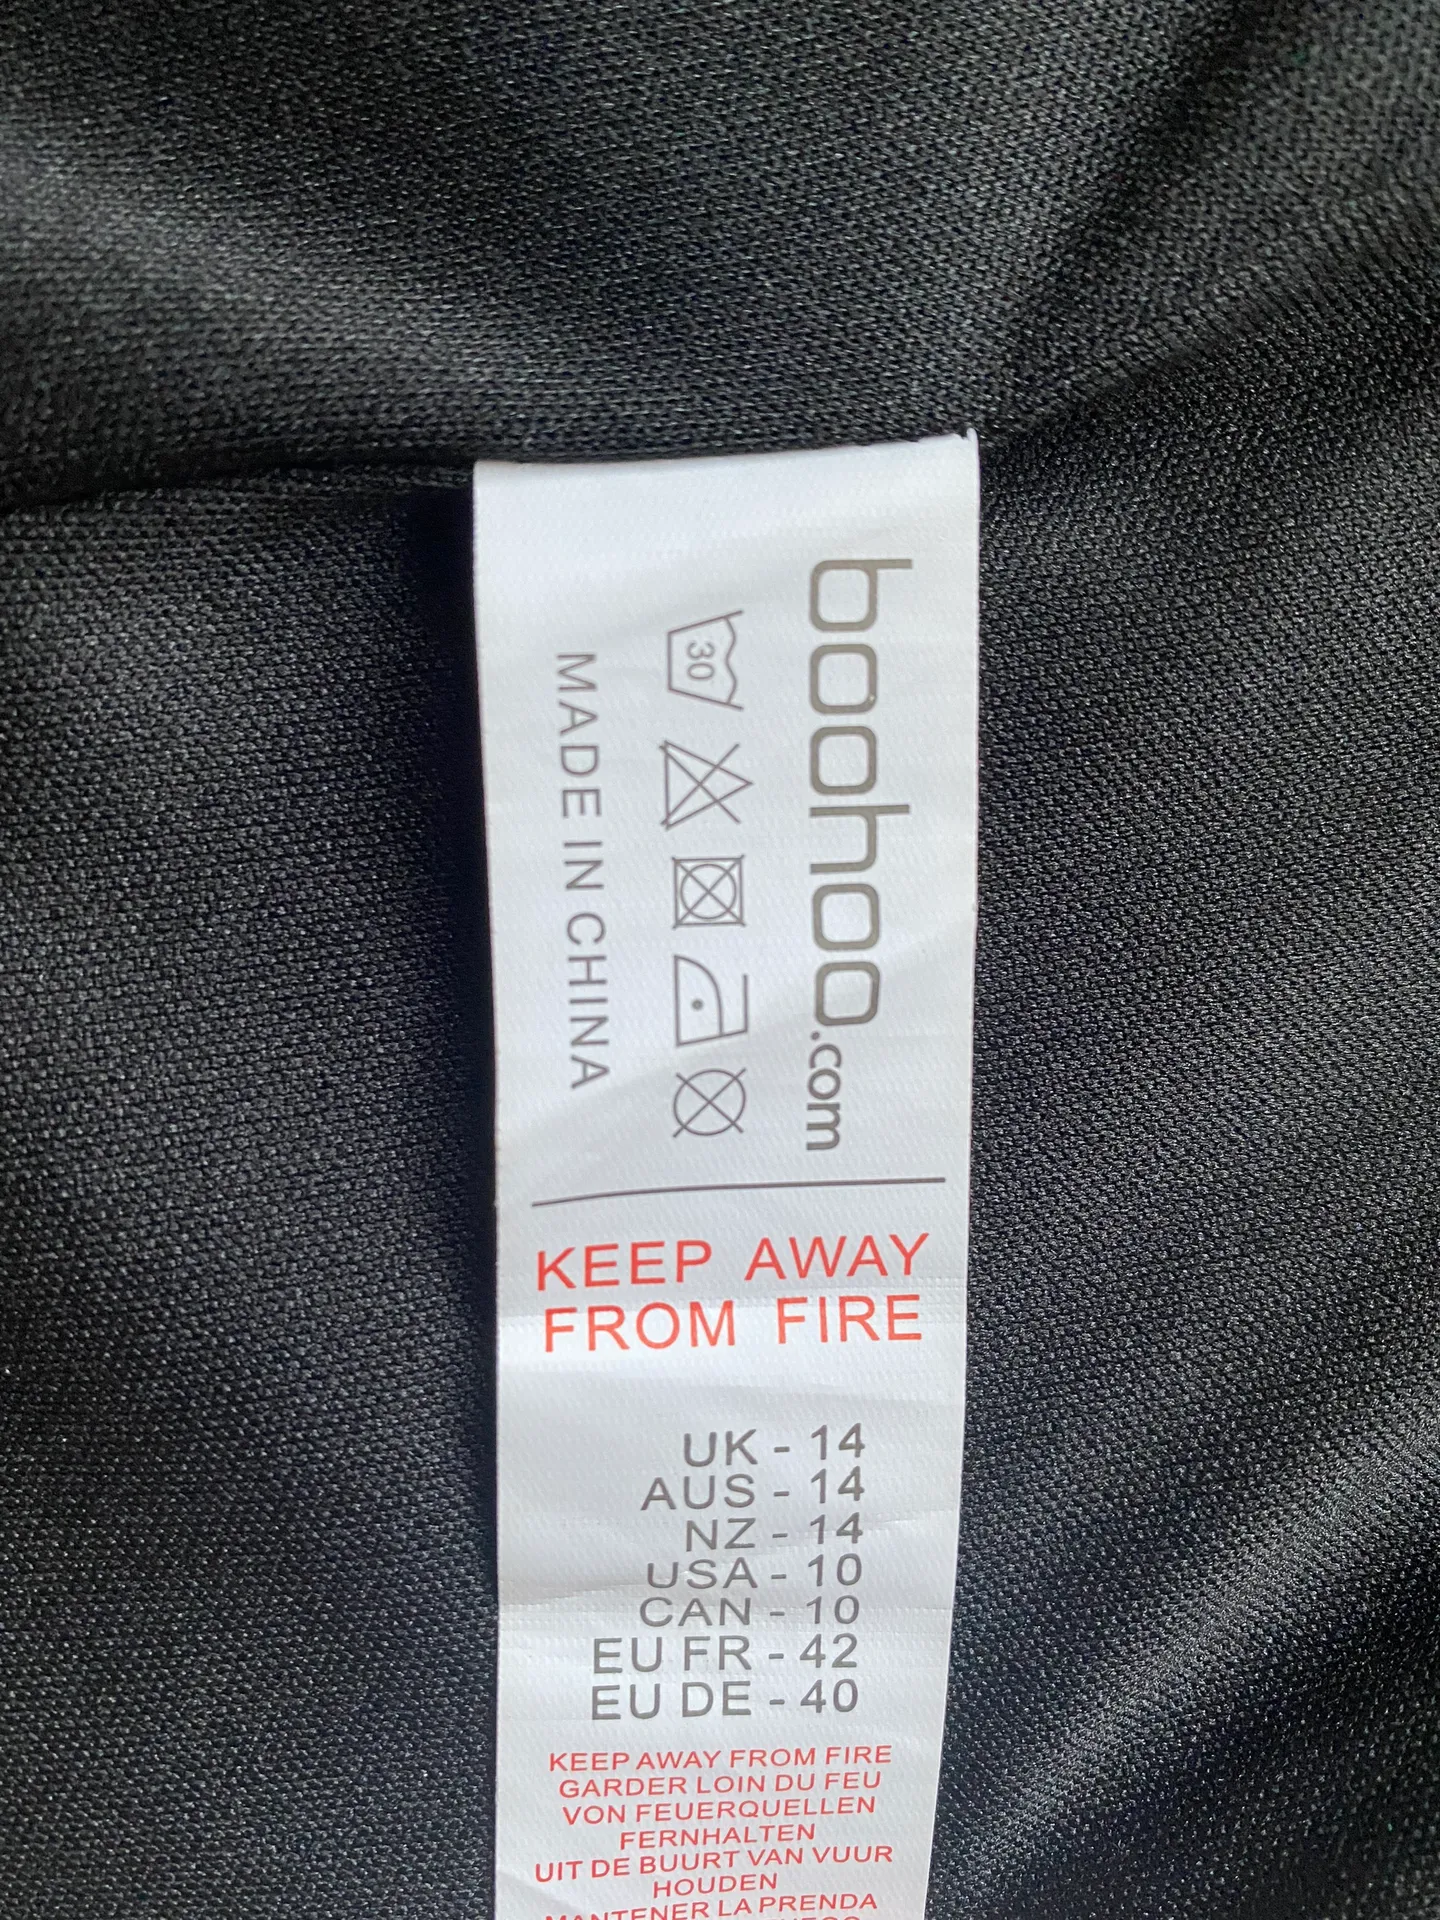 boohoo.com
30
MADE IN CHINA
KEEP AWAY
FROM FIRE
UK - 14
AUS - 14
NZ - 14
USA - 10
CAN - 10
EU FR - 42
EU DE - 40
KEEP AWAY FROM FIRE
GARDER LOIN DU FEU
VON FEUERQUELLEN
FERNHALTEN
UIT DE BUURT VAN VUUR
HOUDEN
MANTENER LA PRENDA